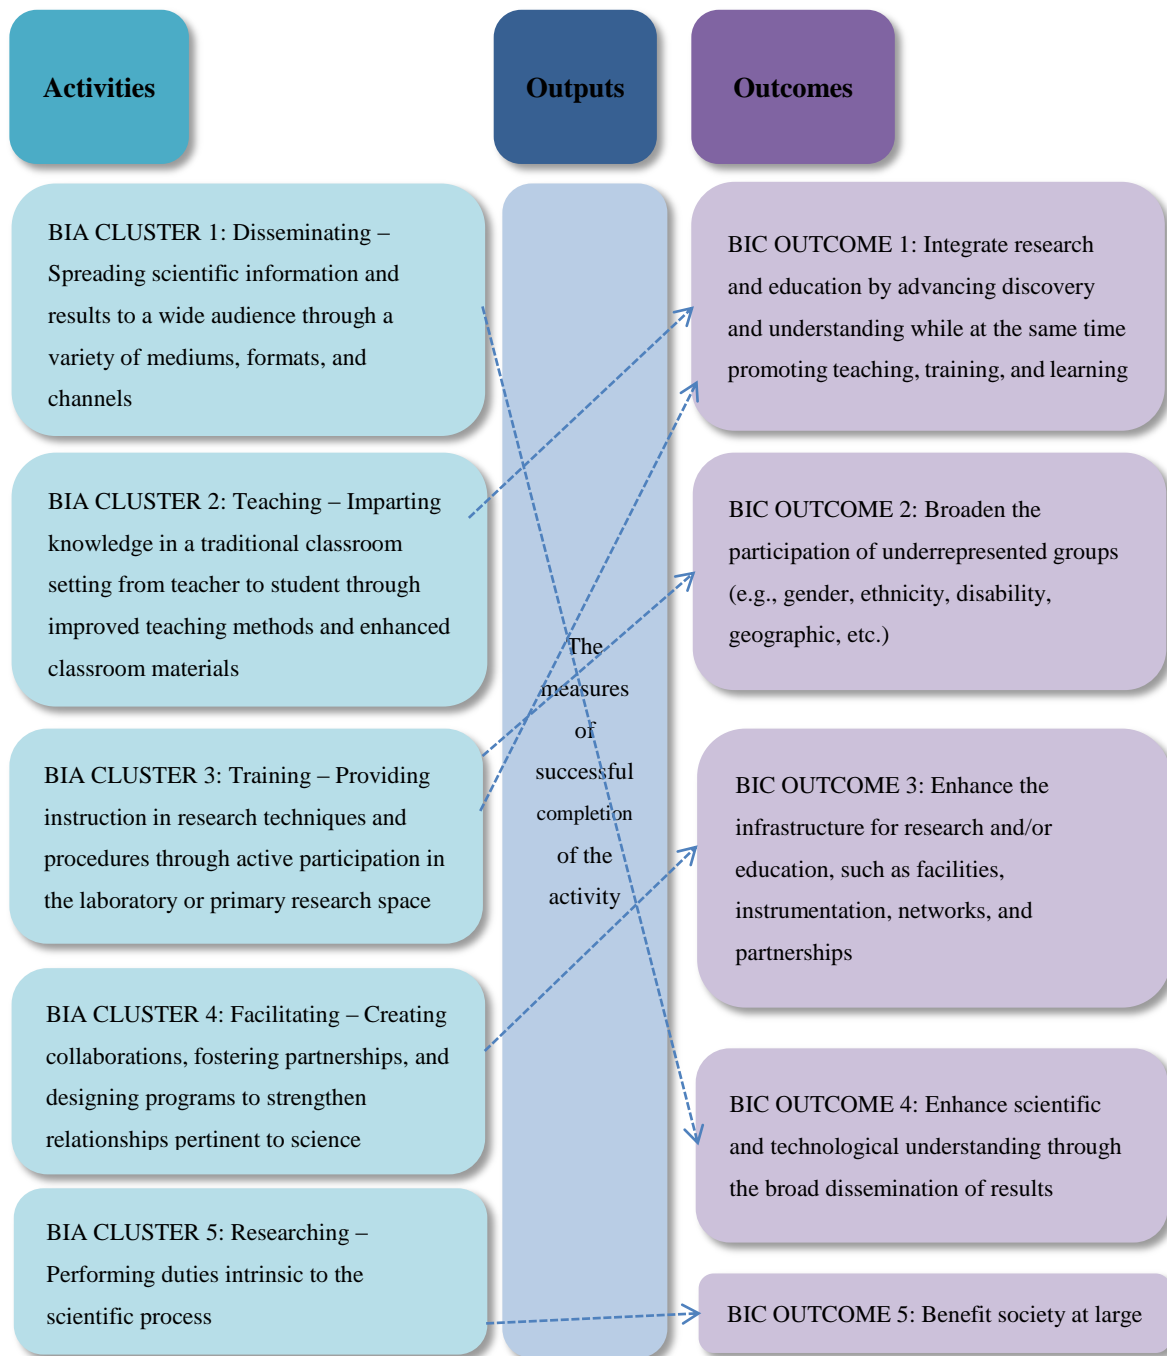 Activities
Outputs
Outcomes
BIA CLUSTER 1: Disseminating –
Spreading scientific information and
results to a wide audience through a
variety of mediums, formats, and
channels
BIA CLUSTER 2: Teaching – Imparting
knowledge in a traditional classroom
setting from teacher to student through
improved teaching methods and enhanced
classroom materials
BIA CLUSTER 3: Training – Providing
instruction in research techniques and
procedures through active participation in
the laboratory or primary research space
BIA CLUSTER 4: Facilitating – Creating
collaborations, fostering partnerships, and
designing programs to strengthen
relationships pertinent to science
BIA CLUSTER 5: Researching –
Performing duties intrinsic to the
scientific process
The
measures
of
successful
completion
of the
activity
BIC OUTCOME 1: Integrate research
and education by advancing discovery
and understanding while at the same time
promoting teaching, training, and learning
BIC OUTCOME 2: Broaden the
participation of underrepresented groups
(e.g., gender, ethnicity, disability,
geographic, etc.)
BIC OUTCOME 3: Enhance the
infrastructure for research and/or
education, such as facilities,
instrumentation, networks, and
partnerships
BIC OUTCOME 4: Enhance scientific
and technological understanding through
the broad dissemination of results
BIC OUTCOME 5: Benefit society at large